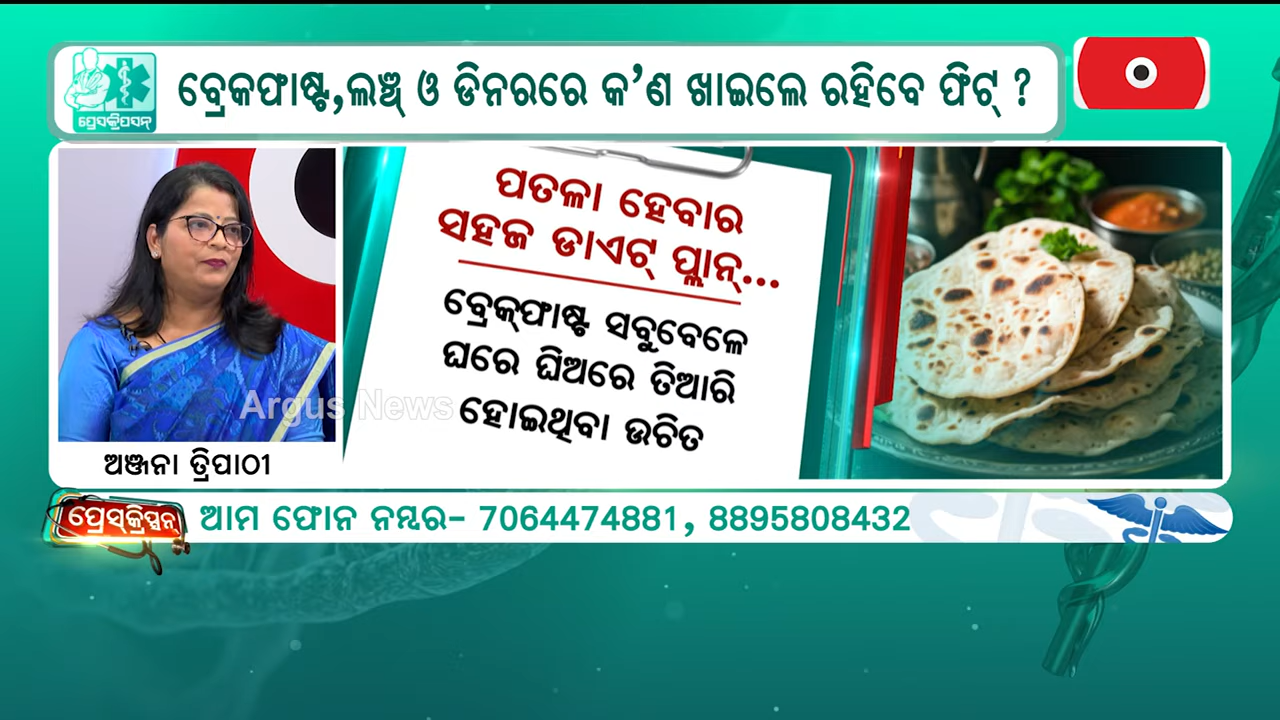 ବ୍ରେକଫାଷ୍ଟ,ଲଞ୍ଚ୍ ଓ ଡିନରରେ କ'ଣ ଖାଇଲେ ରହିବେ ଫିଟ୍ ?
ପ୍ରେସକ୍ରିପସନ୍
ପତଳା ହେବାର
ସହଜ ଡାଏଟ୍ ପ୍ଲାନ୍...
ବ୍ରେକ୍‌ଫାଷ୍ଟ ସବୁବେଳେ
ଘରେ ଘିଅରେ ତିଆରି
ହୋଇଥିବା ଉଚିତ
Argus News
ଅଞ୍ଜନା ତ୍ରିପାଠୀ
ପ୍ରେସ୍‌କ୍ରିପ୍ସନ୍
ଆମ ଫୋନ ନମ୍ବର- 7064474881, 8895808432